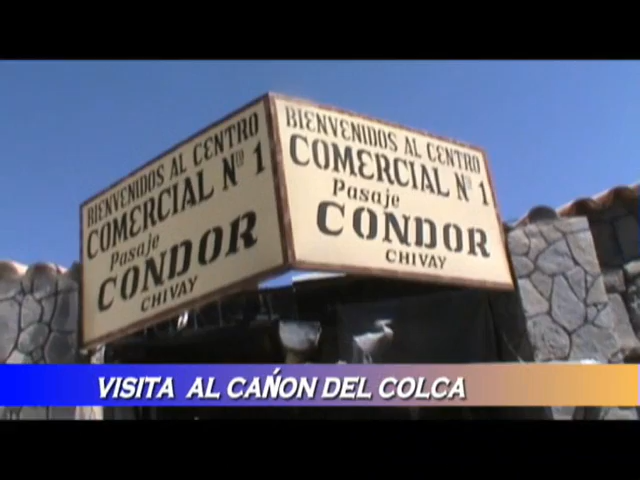 BIENVENIDOS AL CENTRO
COMERCIAL Nº 1
Pasaje
CONDOR
CHIVAY
BIENVENIDOS AL CENTRO
COMERCIAL Nº 1
Pasaje
CONDOR
CHIVAY
VISITA AL CAÑON DEL COLCA